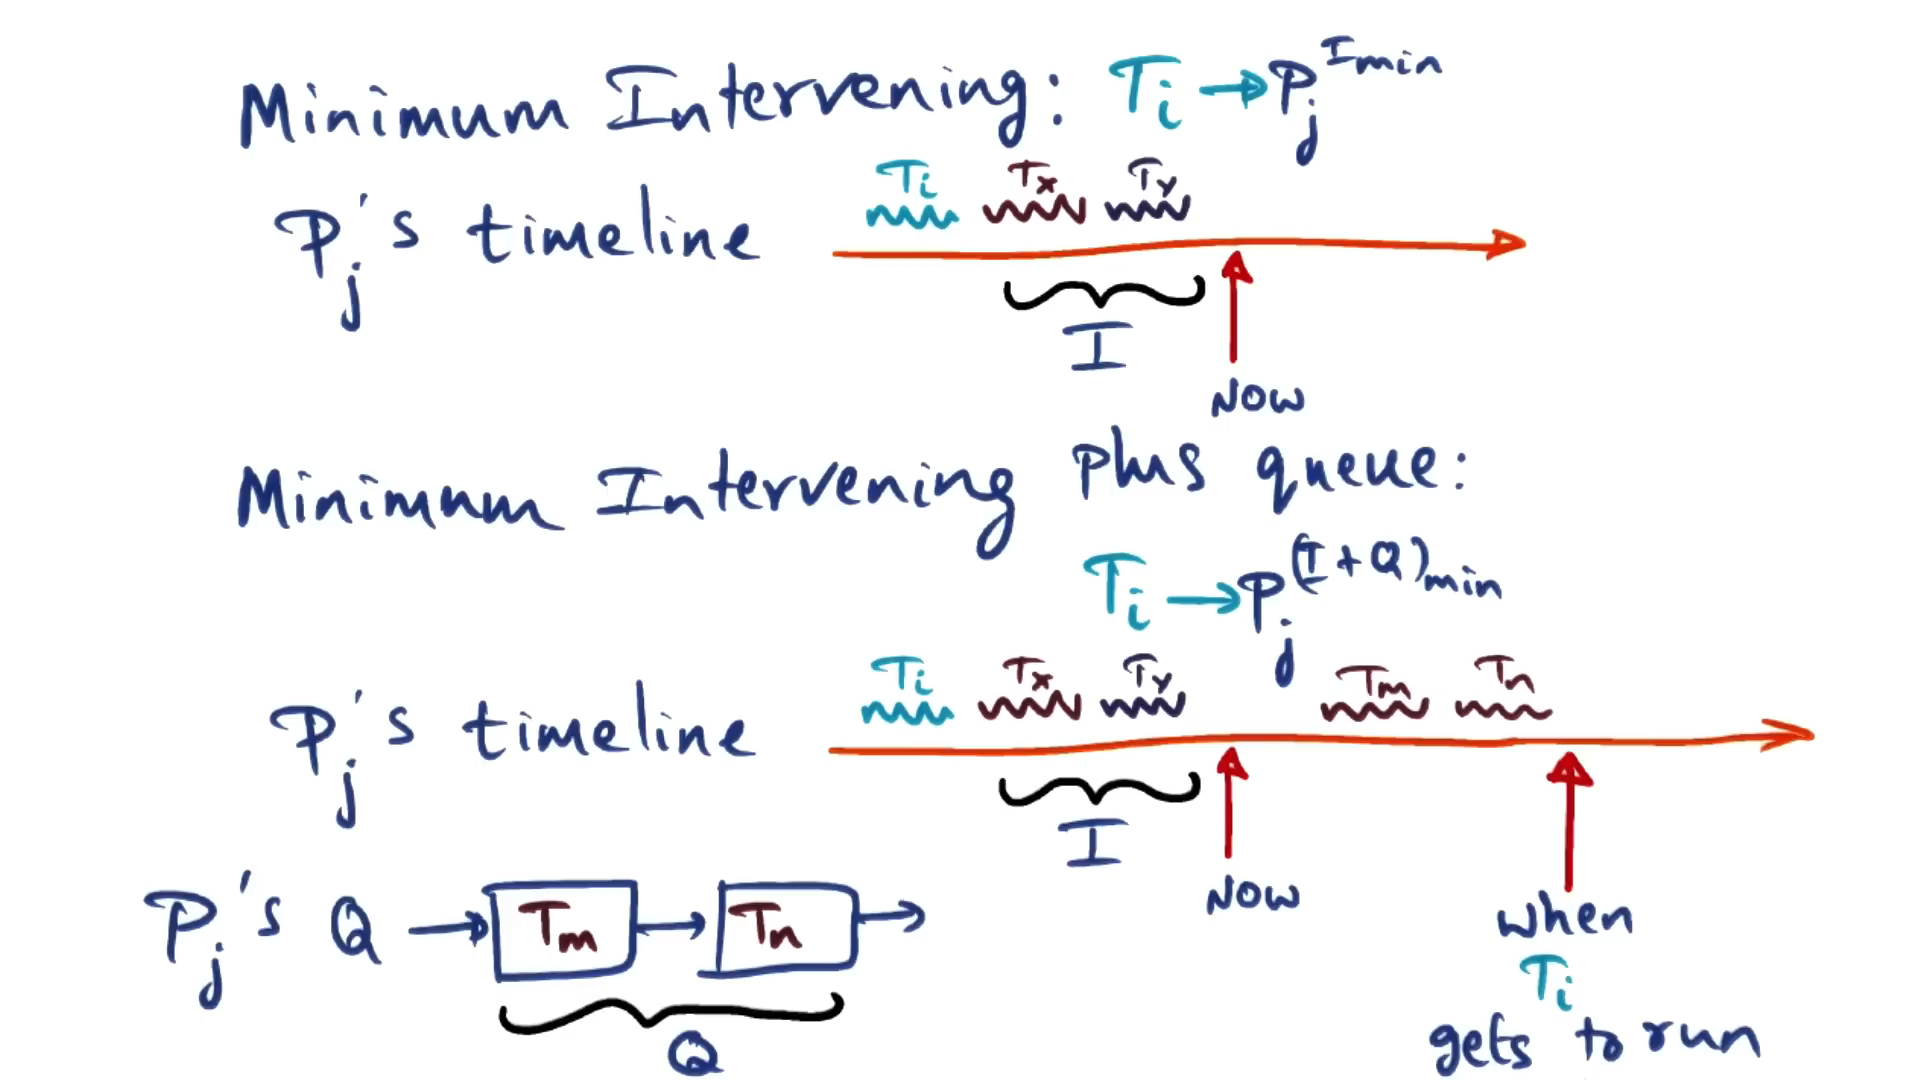 Minimum Intervening: Ti → Pj^Imin
Ti Tx Ty
Pj's timeline
I
NOW
Minimum Intervening plus queue:
Ti → Pj^(I+Q)min
Ti Tx Ty Tm Tn
Pj's timeline
I
NOW
Pj's Q → Tm → Tn →
Q
when
Ti
gets to run